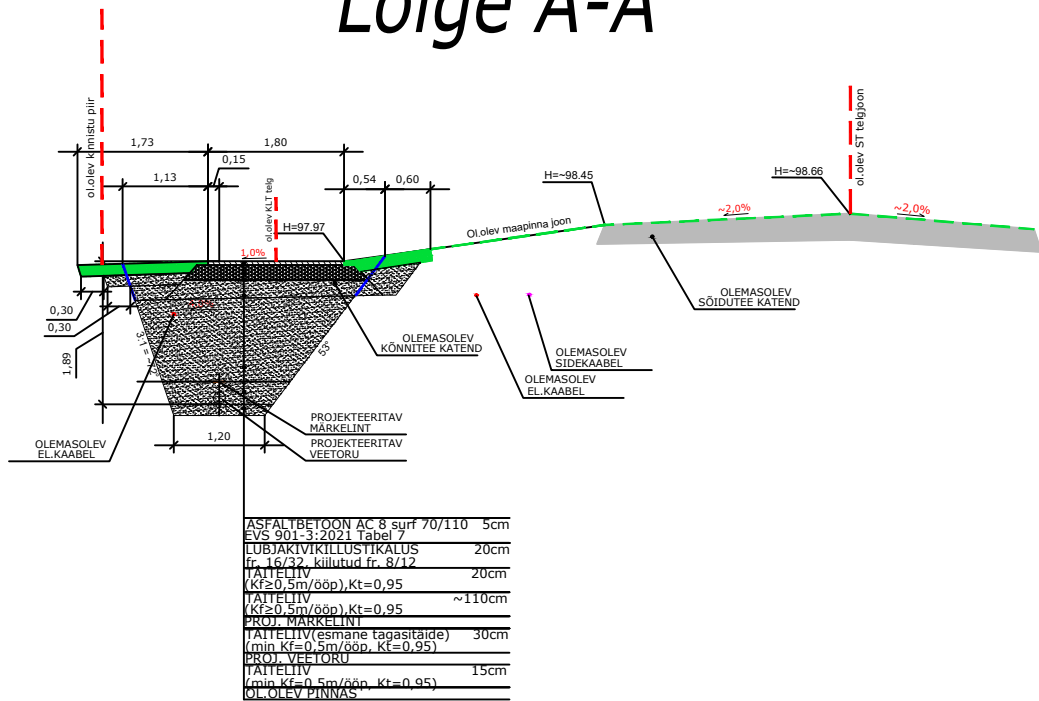 Lõige A-A
ol.olev kinnistu piir
ol.olev ST telgjoon
1,73
1,80
0,15
1,13
0,54
0,60
ol.olev KLT telg
H=97.97
H=~98.45
H=~98.66
1,0%
Ol.olev maapinna joon
~2,0%
~2,0%
0,30
0,30
1,89
53°
OLEMASOLEV
SÕIDUTEE KATEND
OLEMASOLEV
KÕNNITEE KATEND
OLEMASOLEV
SIDEKAABEL
OLEMASOLEV
EL.KAABEL
1,20
PROJEKTEERITAV
MÄRKELINT
PROJEKTEERITAV
VEETORU
OLEMASOLEV
EL.KAABEL
ASFALTBETOON AC 8 surf 70/110 5cm
EVS 901-3:2021 Tabel 7
LUBJAKIVIKILLUSTIKALUS 20cm
fr. 16/32, kiilutud fr. 8/12
TÄITELIIV 20cm
(Kf≥0,5m/ööp),Kt=0,95
TÄITELIIV ~110cm
(Kf≥0,5m/ööp),Kt=0,95
PROJ. MÄRKELINT
TÄITELIIV(esmane tagasitäide) 30cm
(min Kf=0,5m/ööp, Kt=0,95)
PROJ. VEETORU
TÄITELIIV 15cm
(min Kf=0,5m/ööp, Kt=0,95)
OL.OLEV PINNAS